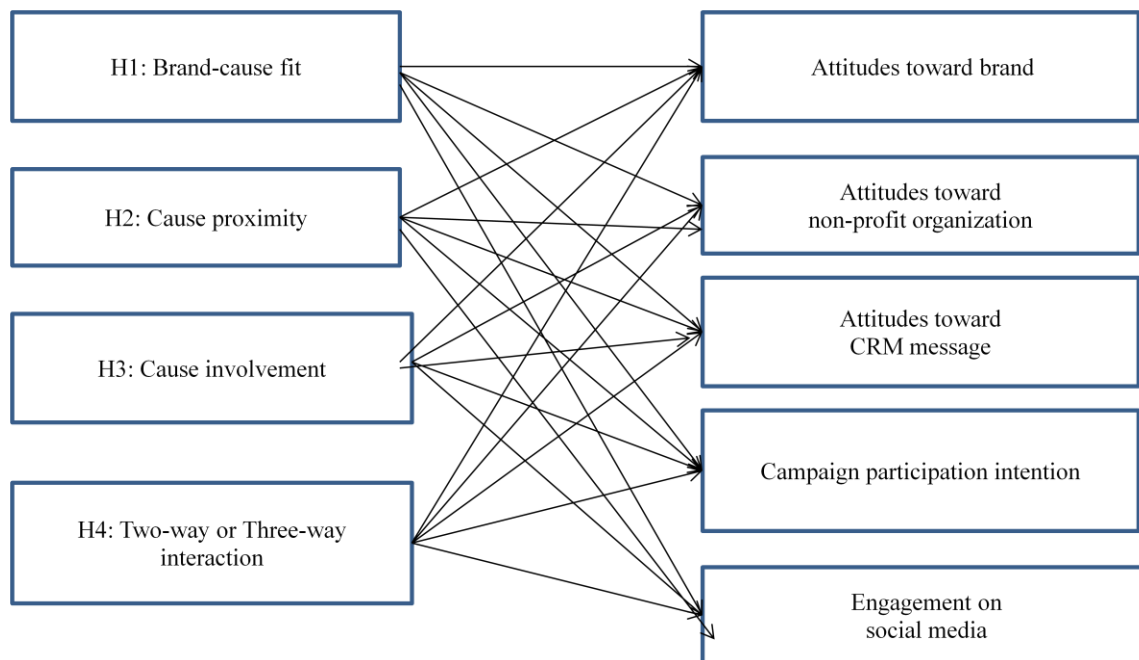 H1: Brand-cause fit
Attitudes toward brand
H2: Cause proximity
Attitudes toward
non-profit organization
H3: Cause involvement
Attitudes toward
CRM message
H4: Two-way or Three-way
interaction
Campaign participation intention
Engagement on
social media